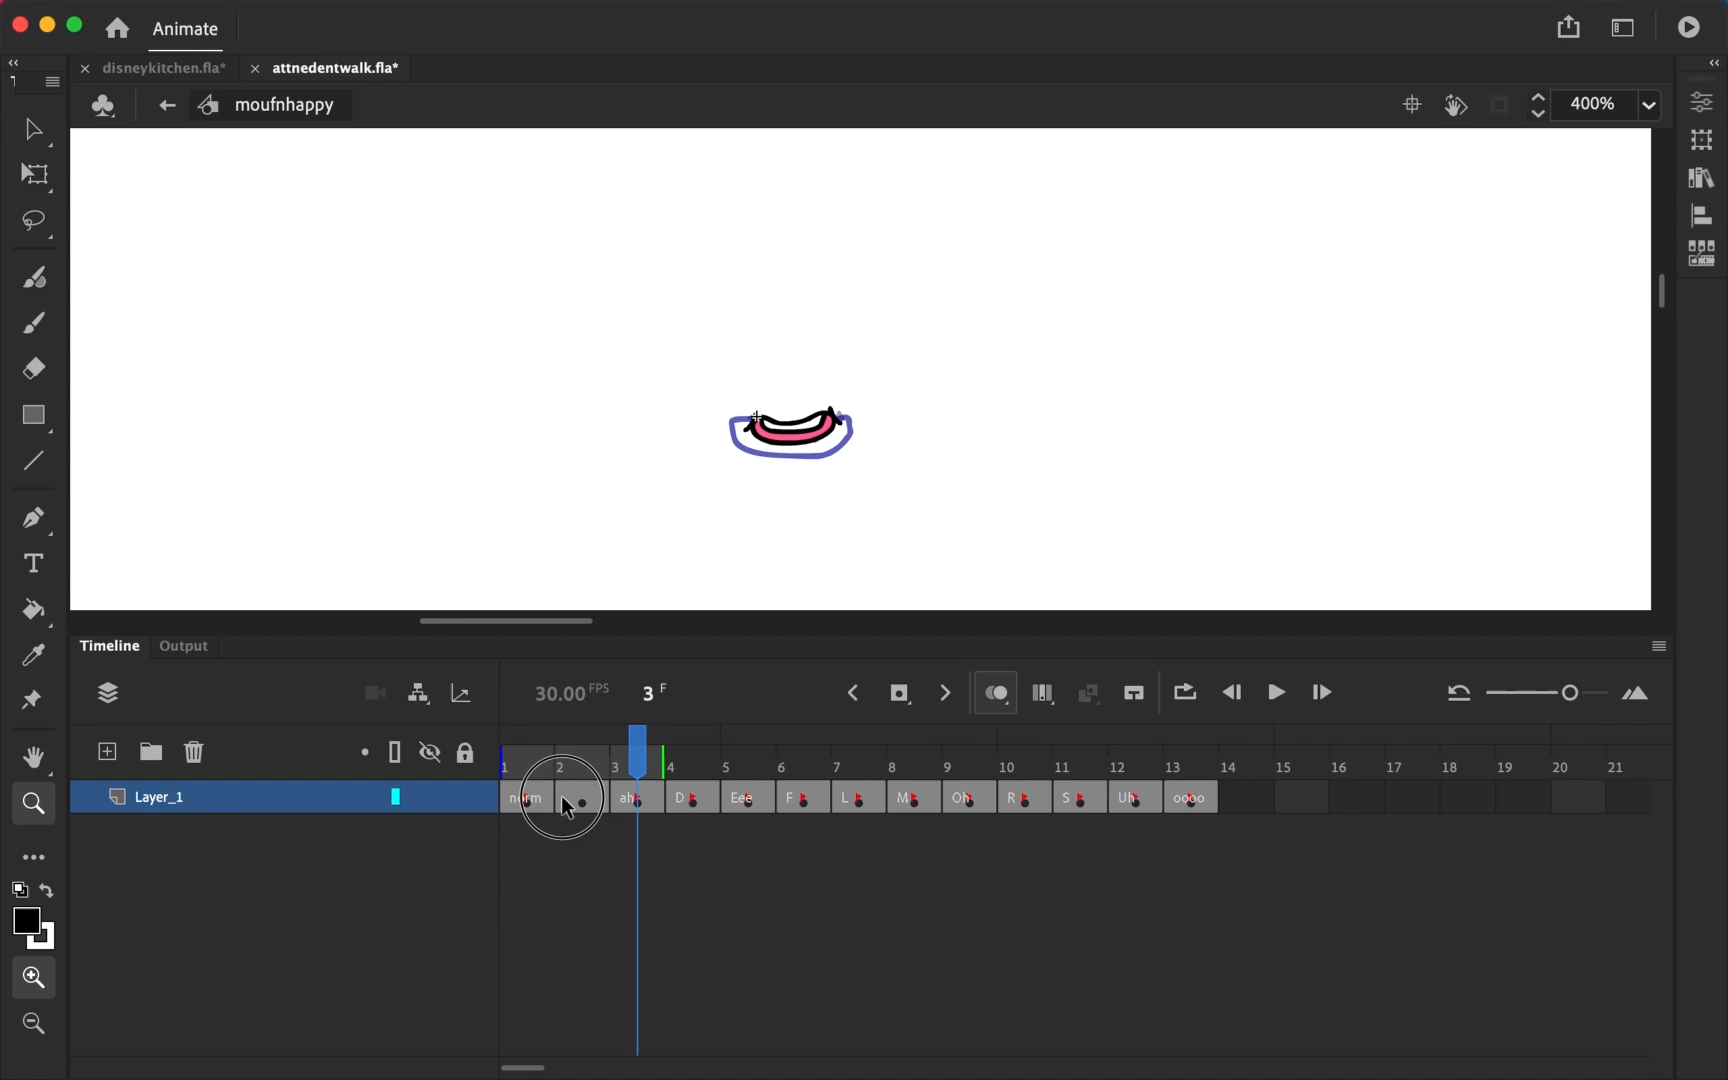 Animate
disneykitchen.fla*
attnedentwalk.fla*
moufnhappy
400%
Timeline
Output
30.00 FPS
3 F
1 2 3 4 5 6 7 8 9 10 11 12 13 14 15 16 17 18 19 20 21
Layer_1
norm ah D Eee F L M Oh R S Uh oooo